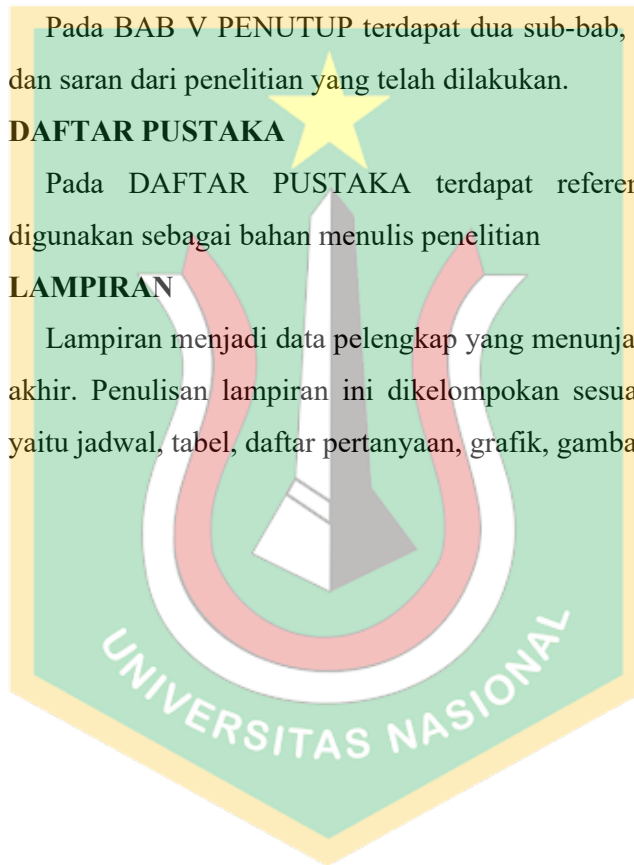 Pada BAB V PENUTUP terdapat dua sub-bab,
dan saran dari penelitian yang telah dilakukan.
DAFTAR PUSTAKA
Pada DAFTAR PUSTAKA terdapat referen
digunakan sebagai bahan menulis penelitian
LAMPIRAN
Lampiran menjadi data pelengkap yang menunja
akhir. Penulisan lampiran ini dikelompokan sesua
yaitu jadwal, tabel, daftar pertanyaan, grafik, gamba
UNIVERSITAS NASIONAL